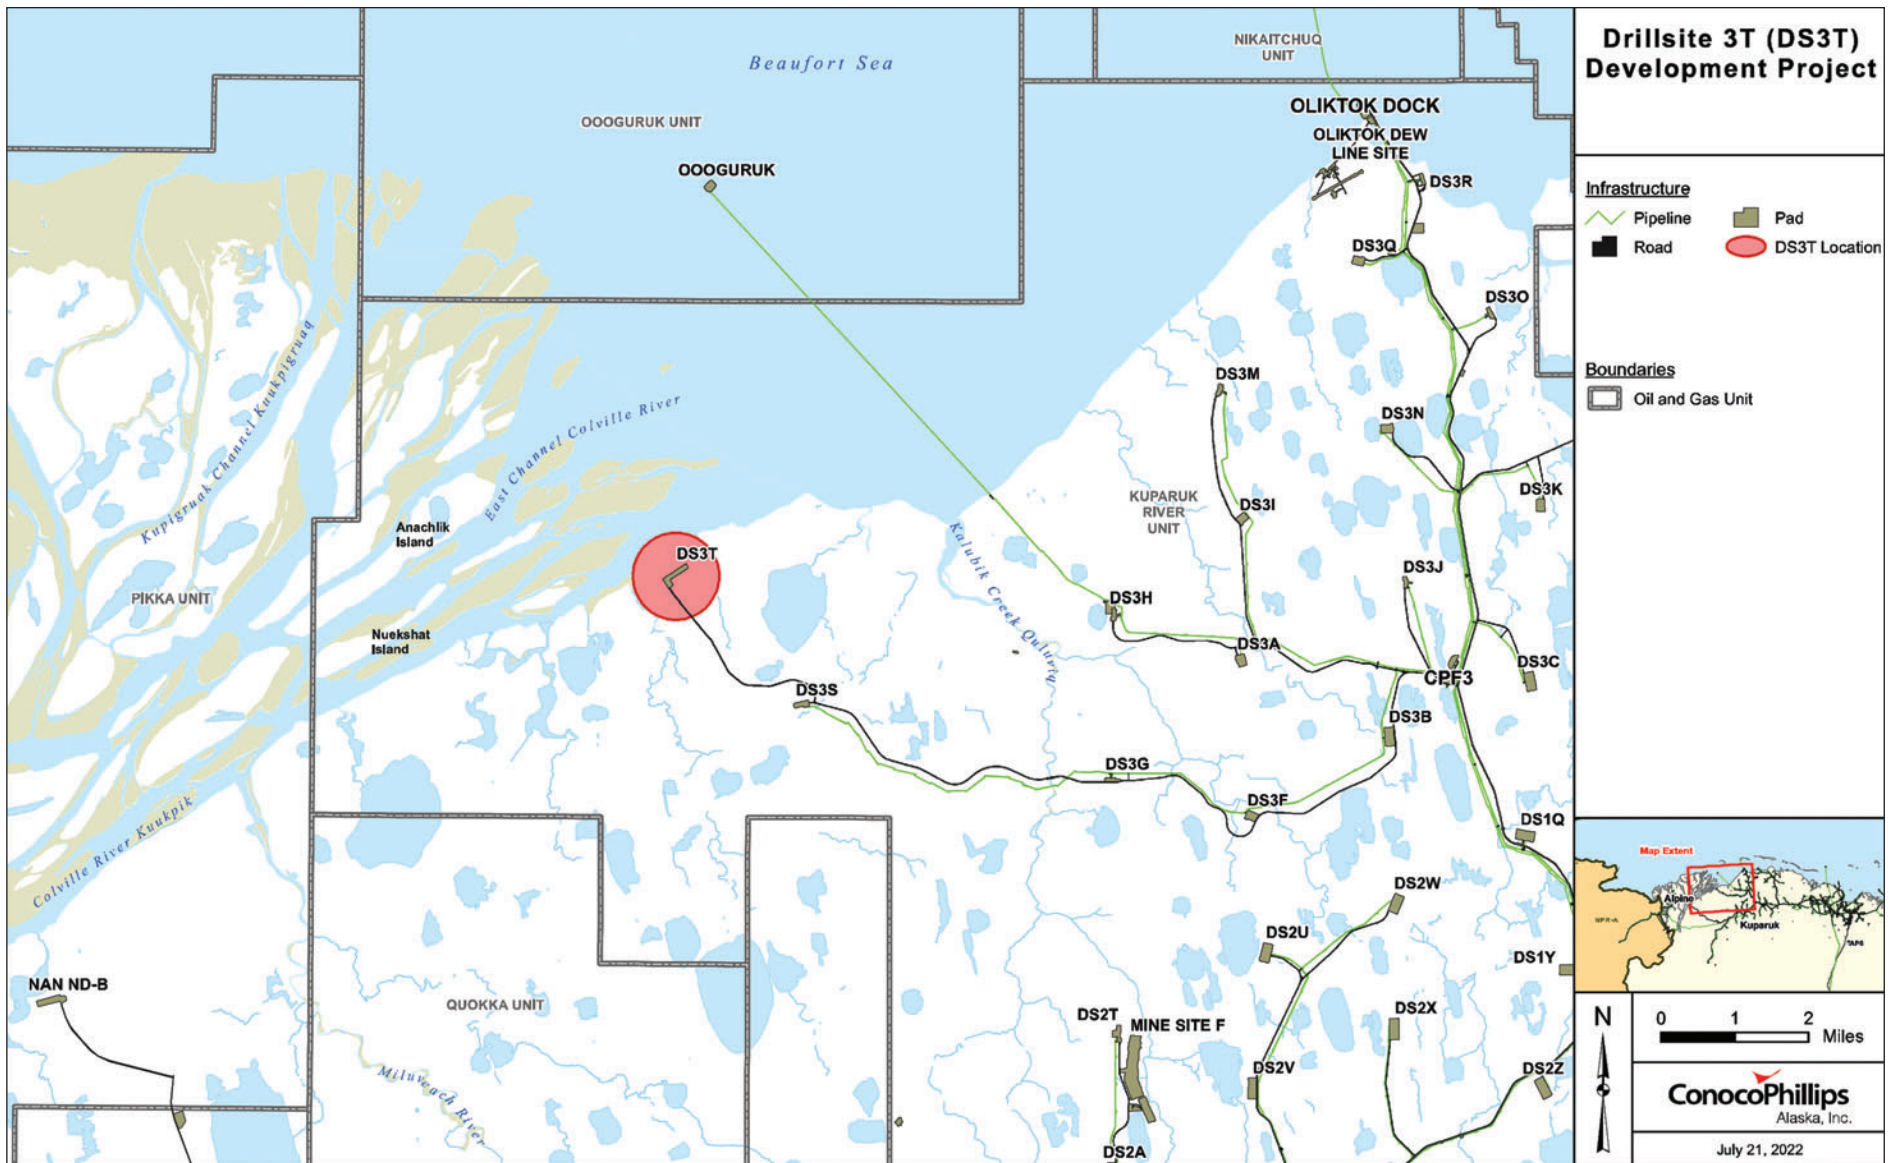 Beaufort Sea
NIKAITCHUQ
UNIT
OOOGURUK UNIT
OOOGURUK
OLIKTOK DOCK
OLIKTOK DEW
LINE SITE
DS3R
DS3Q
DS3O
DS3M
DS3N
DS3K
DS3I
KUPARUK
RIVER
UNIT
Kupigruak Channel Kuukpigruaq
East Channel Colville River
Anachlik
Island
DS3T
Kalubik Creek Quluriq
DS3J
PIKKA UNIT
DS3H
Nuekshat
Island
DS3A
DS3C
CPF3
DS3S
DS3B
DS3G
DS3F
Colville River Kuukpik
DS1Q
DS2W
DS2U
DS1Y
NAN ND-B
QUOKKA UNIT
DS2X
DS2T
MINE SITE F
DS2V
DS2Z
Miluveach River
DS2A
Drillsite 3T (DS3T)
Development Project
Infrastructure
Pipeline
Pad
Road
DS3T Location
Boundaries
Oil and Gas Unit
Map Extent
Alpine
NPR-A
Kuparuk
TAPS
N
0 1 2
Miles
ConocoPhillips
Alaska, Inc.
July 21, 2022